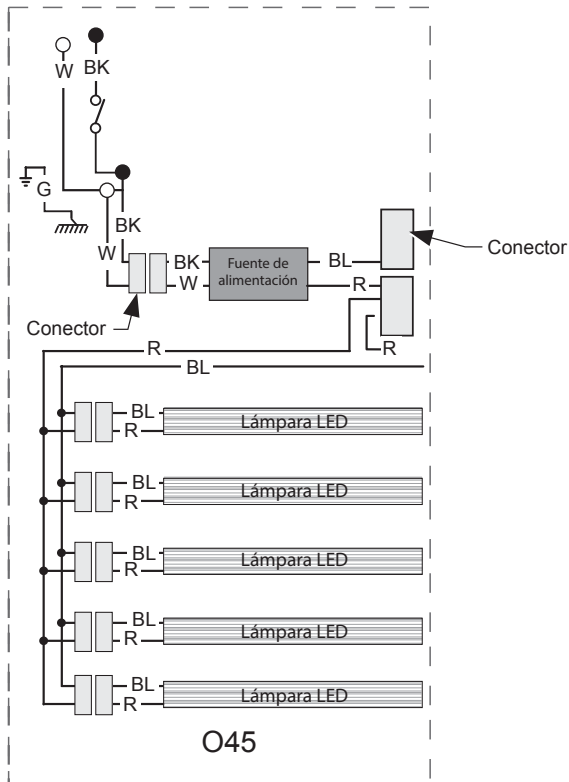 W BK
G
BK
W
BK Fuente de BL
W alimentación R
Conector
Conector
R
R
BL
BL
R Lámpara LED
BL
R Lámpara LED
BL
R Lámpara LED
BL
R Lámpara LED
BL
R Lámpara LED
O45